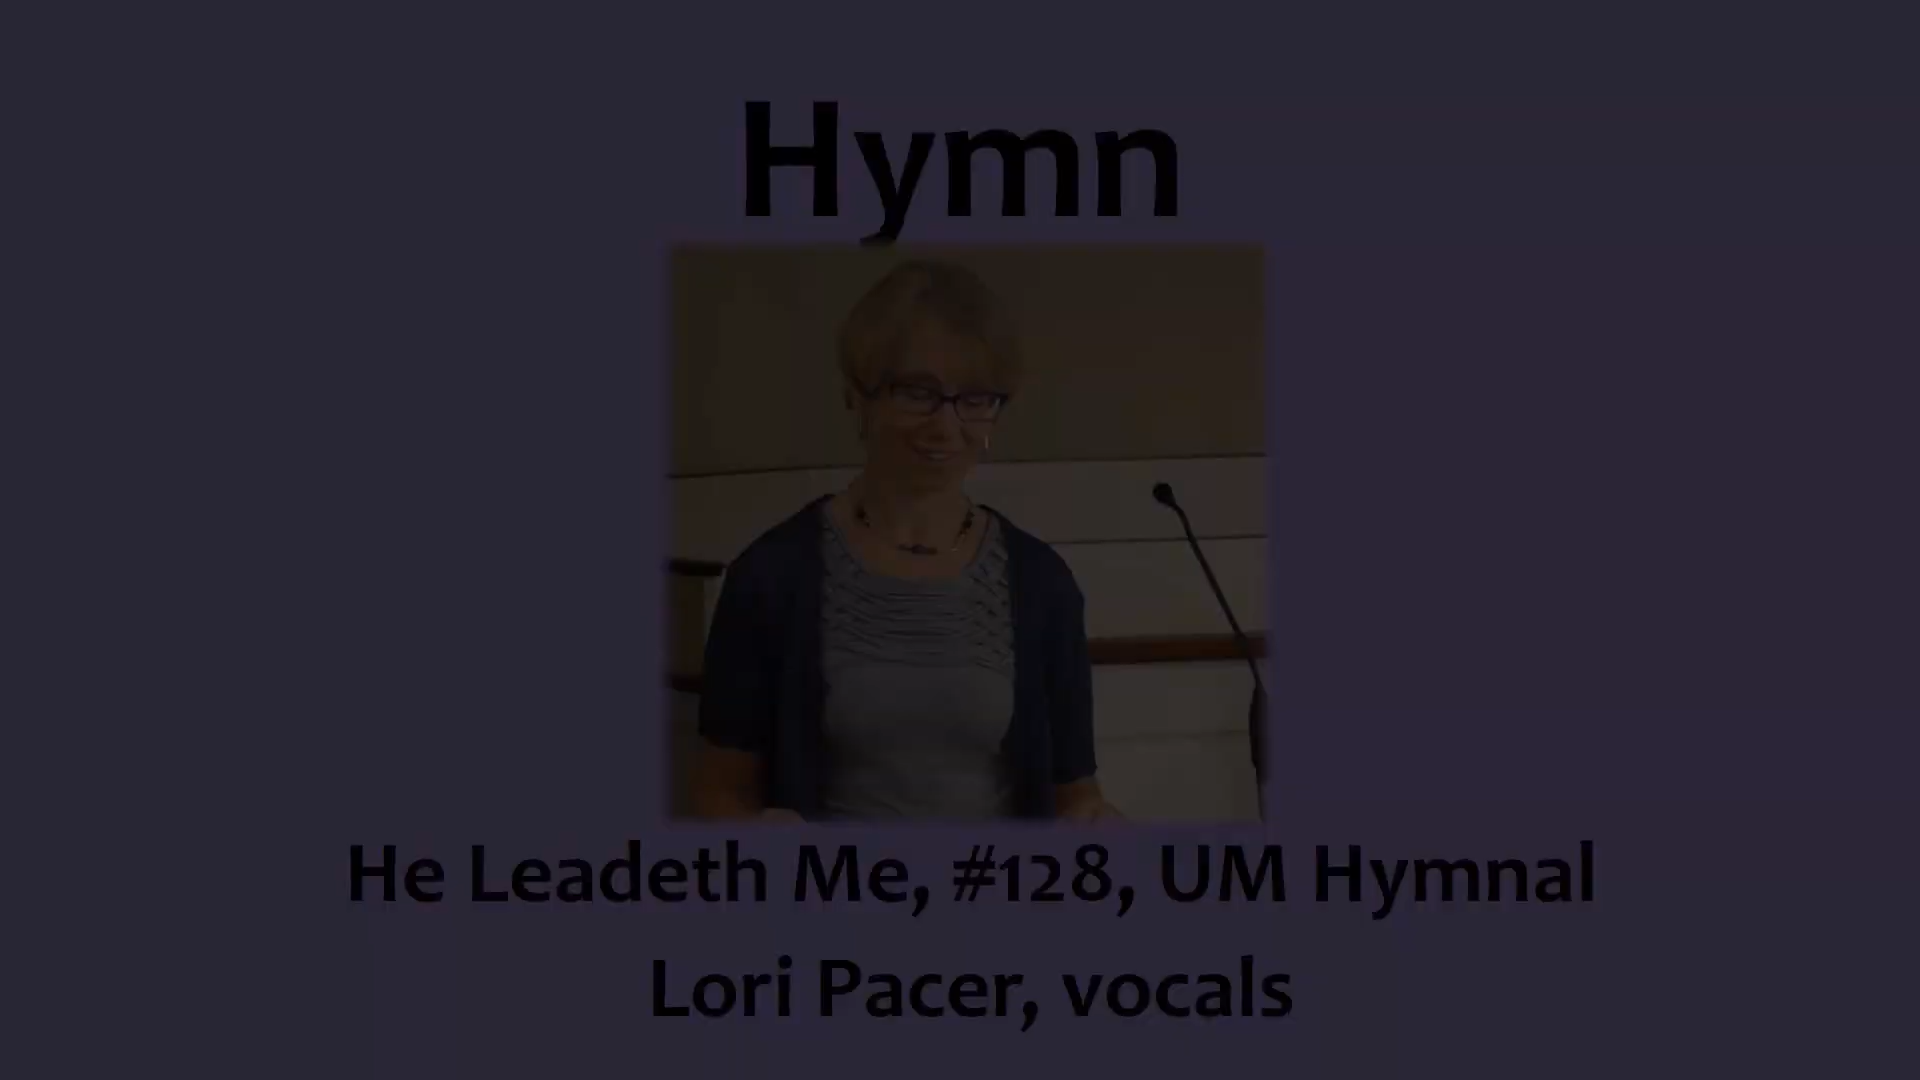 Hymn
He Leadeth Me, #128, UM Hymnal
Lori Pacer, vocals